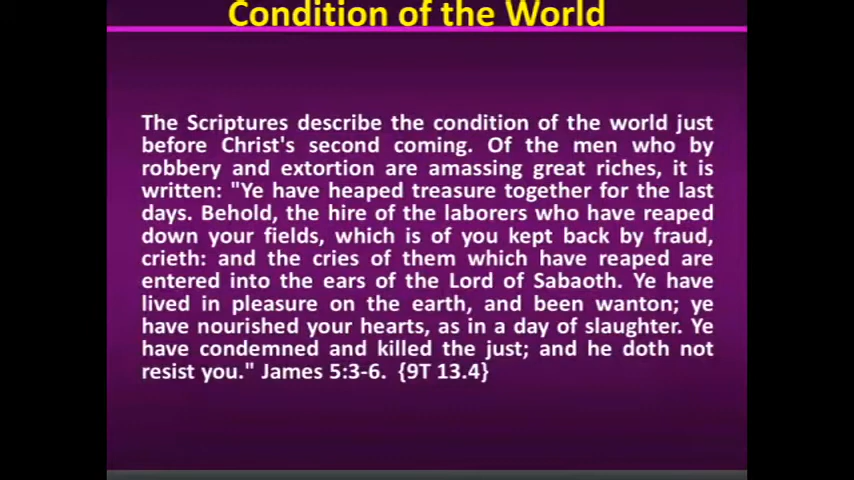 Condition of the World
The Scriptures describe the condition of the world just
before Christ's second coming. Of the men who by
robbery and extortion are amassing great riches, it is
written: "Ye have heaped treasure together for the last
days. Behold, the hire of the laborers who have reaped
down your fields, which is of you kept back by fraud,
crieth: and the cries of them which have reaped are
entered into the ears of the Lord of Sabaoth. Ye have
lived in pleasure on the earth, and been wanton; ye
have nourished your hearts, as in a day of slaughter. Ye
have condemned and killed the just; and he doth not
resist you." James 5:3-6. {9T 13.4}